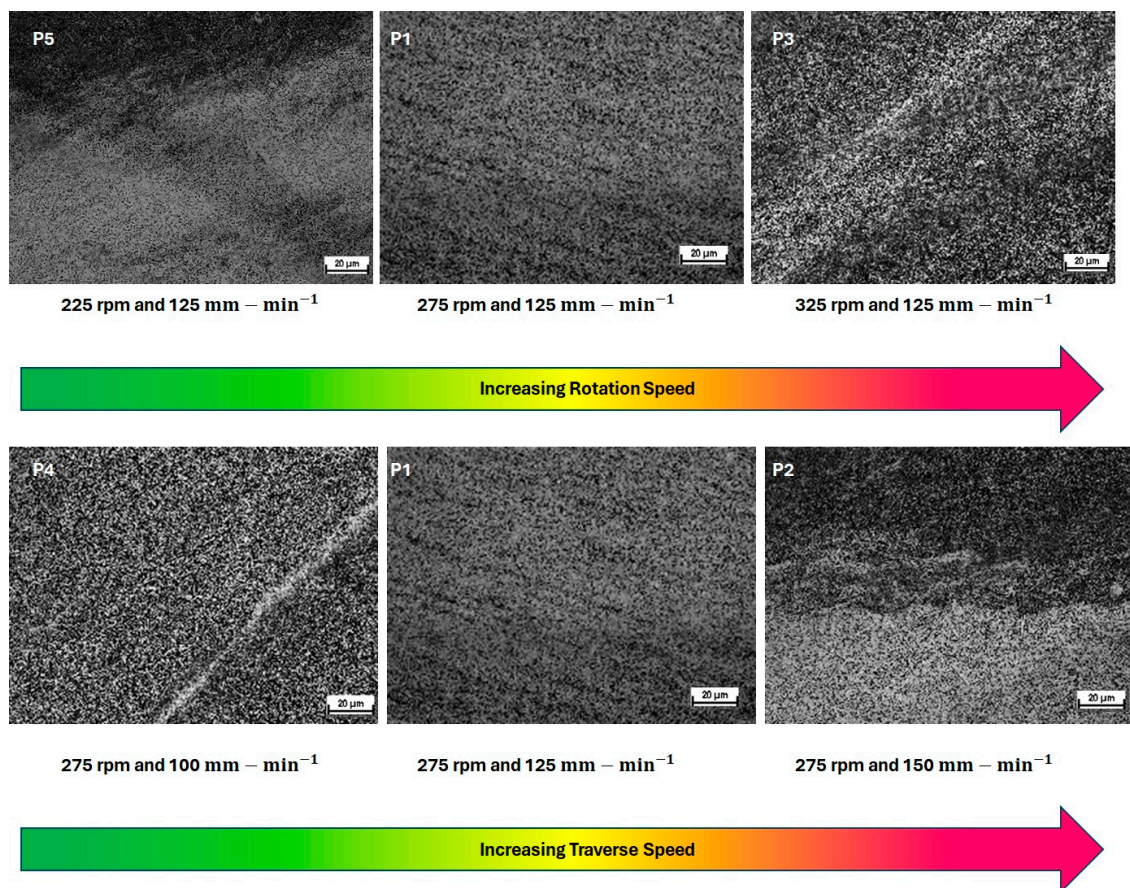 P5 P1 P3
20 µm 20 µm 20 µm
225 rpm and 125 mm − min⁻¹ 275 rpm and 125 mm − min⁻¹ 325 rpm and 125 mm − min⁻¹
Increasing Rotation Speed
P4 P1 P2
20 µm 20 µm 20 µm
275 rpm and 100 mm − min⁻¹ 275 rpm and 125 mm − min⁻¹ 275 rpm and 150 mm − min⁻¹
Increasing Traverse Speed